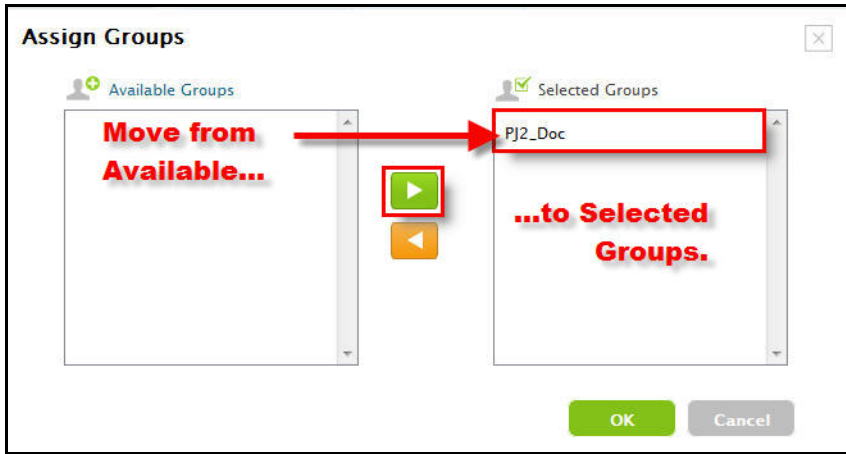 Assign Groups
Available Groups
Selected Groups
Move from
Available...
PJ2_Doc
...to Selected
Groups.
OK
Cancel